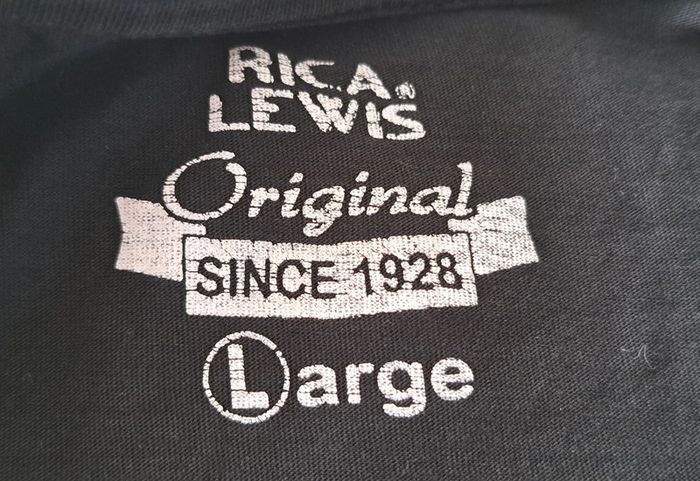 RICA
LEWIS®
Original
SINCE 1928
Large